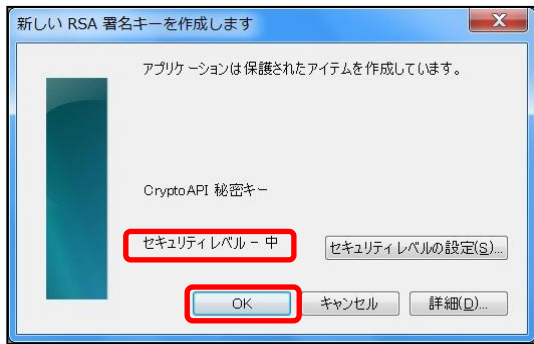 新しい RSA 署名キーを作成します
アプリケーションは保護されたアイテムを作成しています。
CryptoAPI 秘密キー
セキュリティレベル - 中
セキュリティレベルの設定(S)...
OK
キャンセル
詳細(D)...